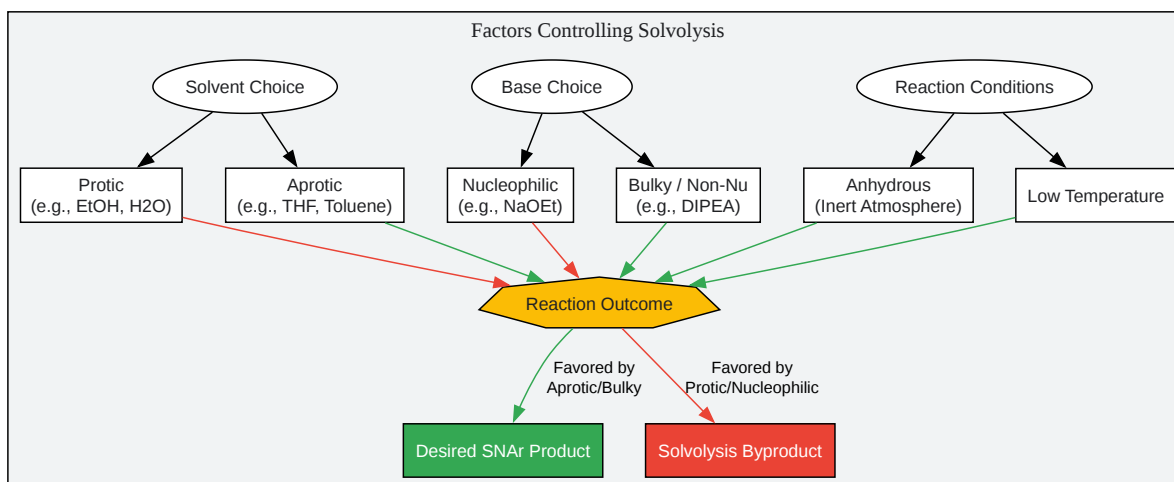 Factors Controlling Solvolysis
Solvent Choice
Base Choice
Reaction Conditions
Protic
(e.g., EtOH, H2O)
Aprotic
(e.g., THF, Toluene)
Nucleophilic
(e.g., NaOEt)
Bulky / Non-Nu
(e.g., DIPEA)
Anhydrous
(Inert Atmosphere)
Low Temperature
Reaction Outcome
Favored by
Aprotic/Bulky
Favored by
Protic/Nucleophilic
Desired SNAr Product
Solvolysis Byproduct